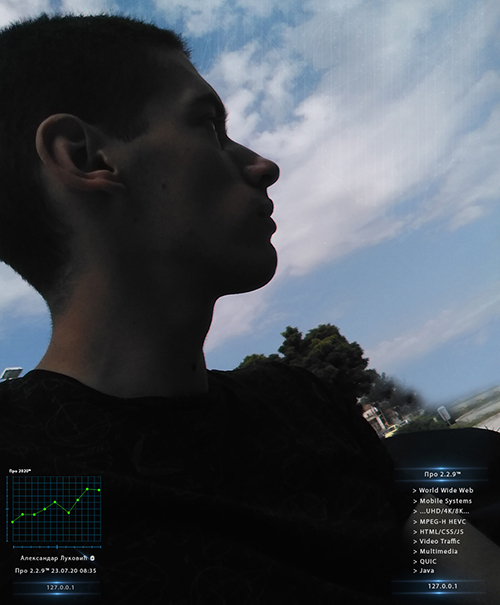 Про 2020™
Александар Луковић
Про 2.2.9™ 23.07.20 08:35
127.0.0.1
Про 2.2.9™
> World Wide Web
> Mobile Systems
> ...UHD/4K/8K...
> MPEG-H HEVC
> HTML/CSS/JS
> Video Traffic
> Multimedia
> QUIC
> Java
127.0.0.1